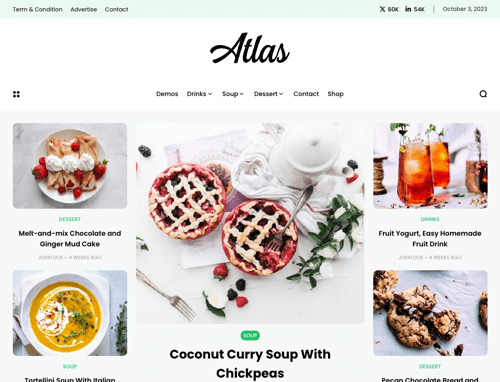 Term & Condition Advertise Contact
60K
54K
October 3, 2023
Atlas
Demos Drinks Soup Dessert Contact Shop
DESSERT
Melt-and-mix Chocolate and
Ginger Mud Cake
JOHN DOE • 4 WEEKS AGO
SOUP
Tortellini Soup With Italian
SOUP
Coconut Curry Soup With
Chickpeas
DRINKS
Fruit Yogurt, Easy Homemade
Fruit Drink
JOHN DOE • 4 WEEKS AGO
DESSERT
Pecan Chocolate Bread and